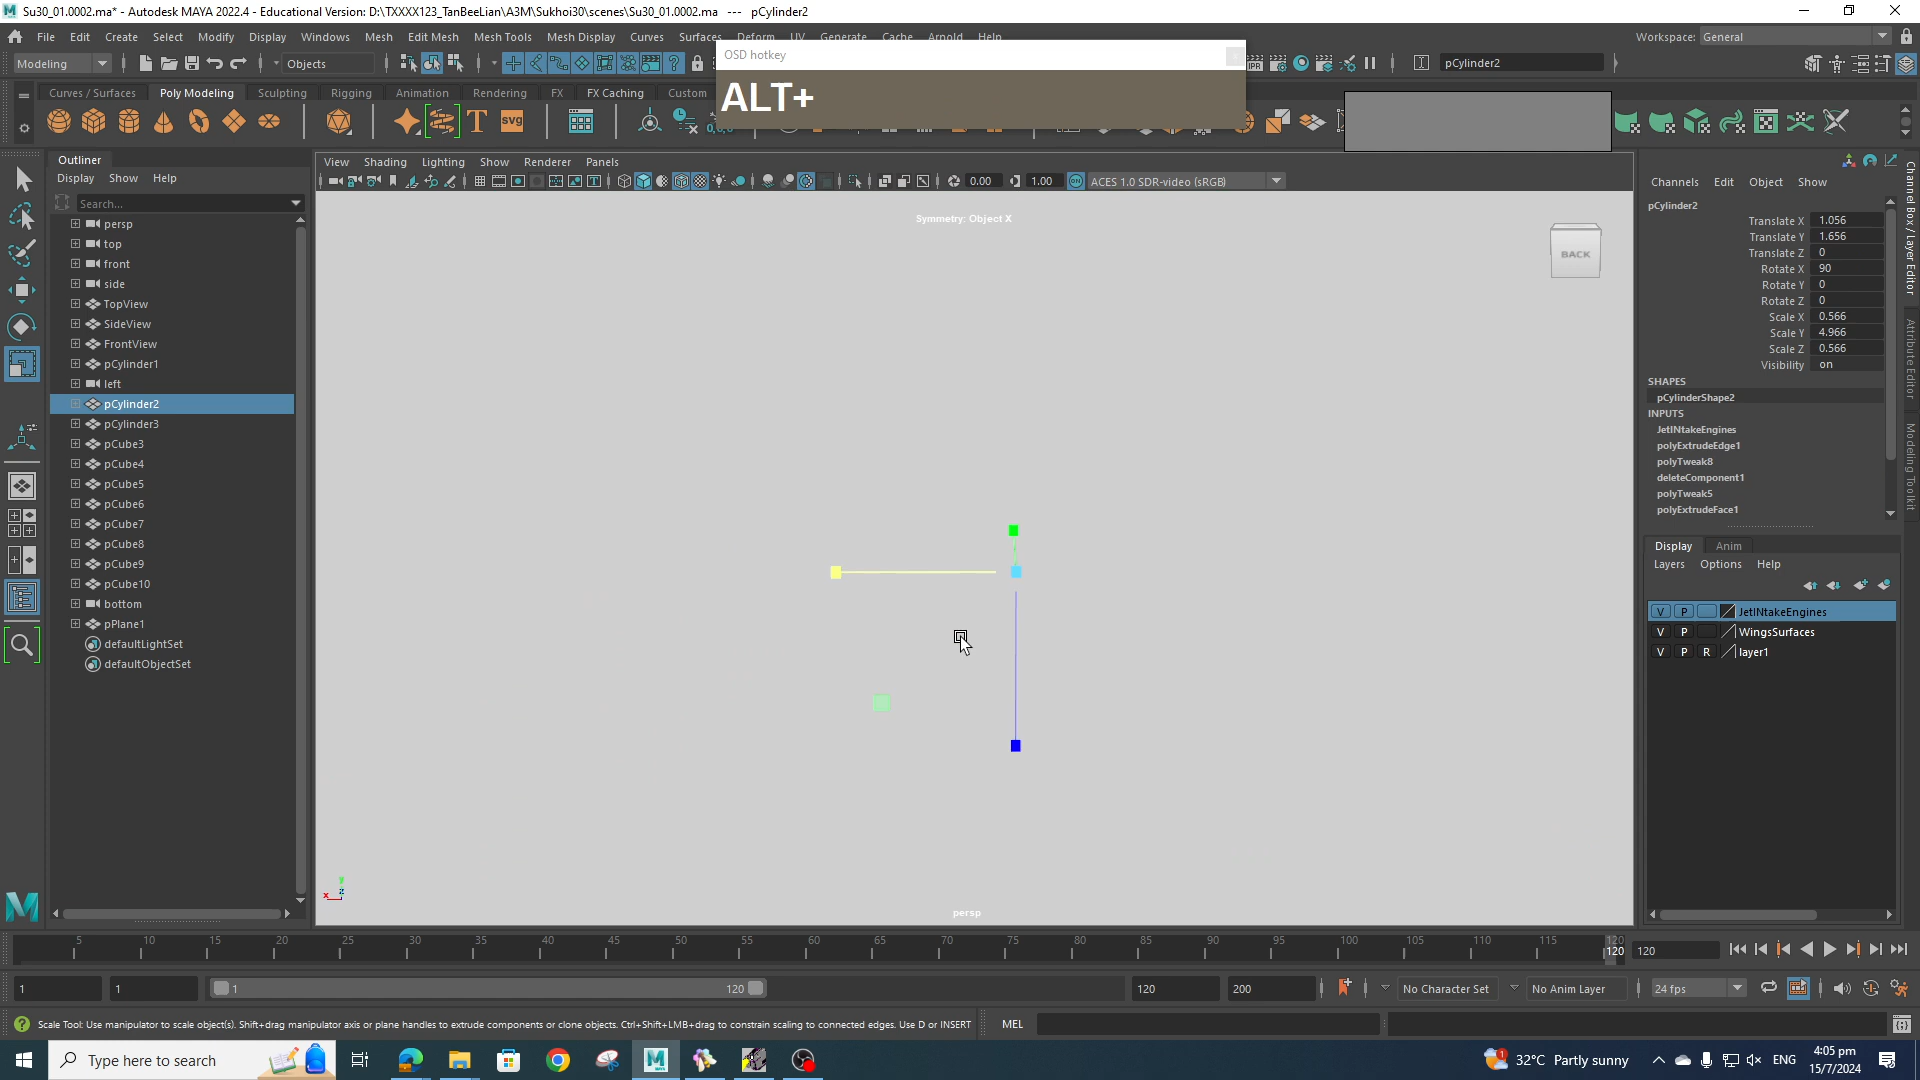 Su30_01.0002.ma* - Autodesk MAYA 2022.4 - Educational Version: D:\TXXXX123_TanBeeLian\A3M\Sukhoi30\scenes\Su30_01.0002.ma --- pCylinder2
File Edit Create Select Modify Display Windows Mesh Edit Mesh Mesh Tools Mesh Display Curves Surfaces Deform UV Generate Cache Arnold Help
Workspace: General
OSD hotkey
ALT+
Modeling
Objects
pCylinder2
Curves / Surfaces Poly Modeling Sculpting Rigging Animation Rendering FX FX Caching Custom
Outliner
Display Show Help
Search...
persp
top
front
side
TopView
SideView
FrontView
pCylinder1
left
pCylinder2
pCylinder3
pCube3
pCube4
pCube5
pCube6
pCube7
pCube8
pCube9
pCube10
bottom
pPlane1
defaultLightSet
defaultObjectSet
View Shading Lighting Show Renderer Panels
0.00 1.00 ACES 1.0 SDR-video (sRGB)
Symmetry: Object X
BACK
persp
Channels Edit Object Show
pCylinder2
Translate X 1.056
Translate Y 1.656
Translate Z 0
Rotate X 90
Rotate Y 0
Rotate Z 0
Scale X 0.566
Scale Y 4.966
Scale Z 0.566
Visibility on
SHAPES
pCylinderShape2
INPUTS
JetINtakeEngines
polyExtrudeEdge1
polyTweak8
deleteComponent1
polyTweak5
polyExtrudeFace1
Display Anim
Layers Options Help
V P JetINtakeEngines
V P WingsSurfaces
V P R layer1
Channel Box / Layer Editor
Attribute Editor
Modeling Toolkit
5 10 15 20 25 30 35 40 45 50 55 60 65 70 75 80 85 90 95 100 105 110 115 120
120
120
1 1 1 120 120 200 No Character Set No Anim Layer 24 fps
Scale Tool: Use manipulator to scale object(s). Shift+drag manipulator axis or plane handles to extrude components or clone objects. Ctrl+Shift+LMB+drag to constrain scaling to connected edges. Use D or INSERT
MEL
Type here to search
32°C Partly sunny
ENG
4:05 pm
15/7/2024